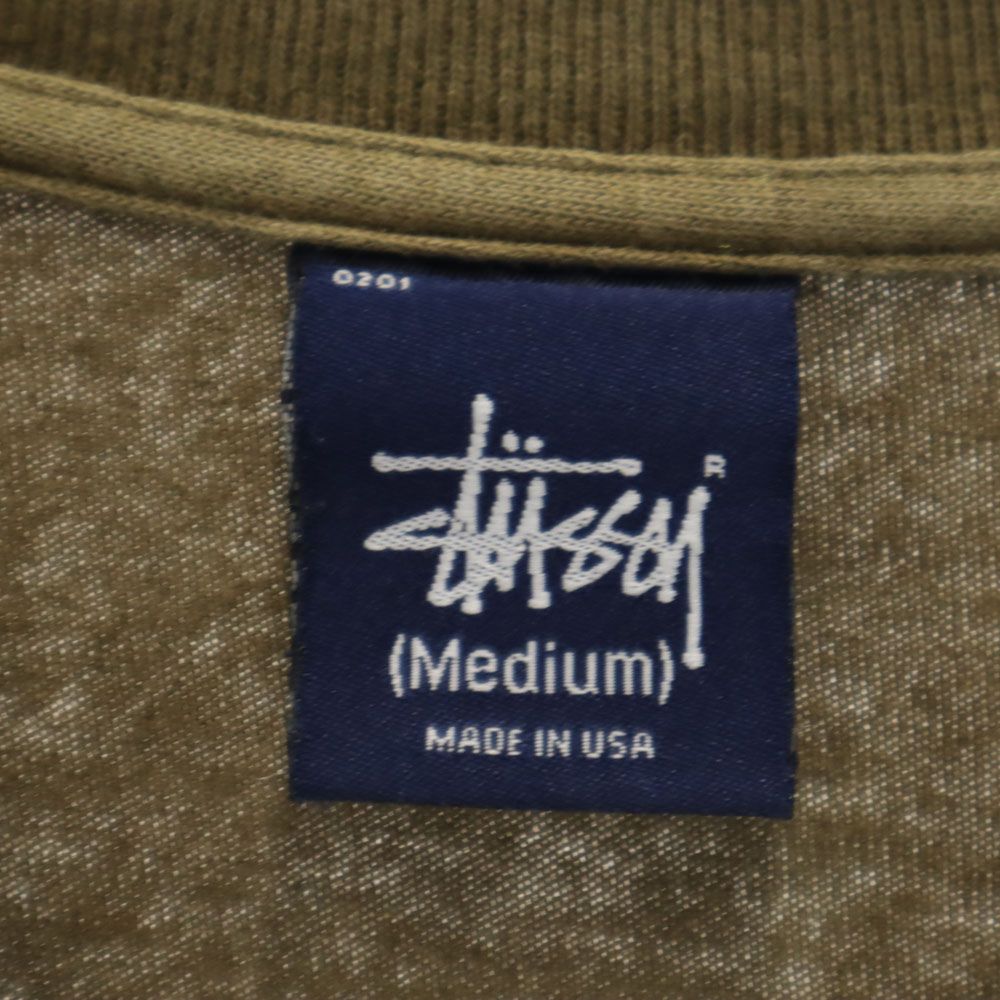 0201
Stüssy
R
(Medium)
MADE IN USA